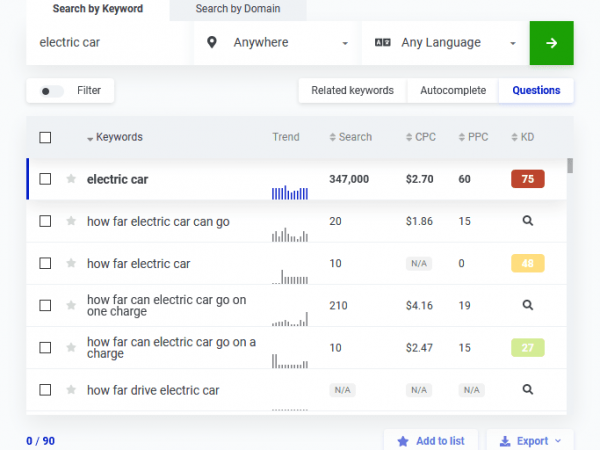 Search by Keyword Search by Domain
electric car Anywhere Any Language
Filter Related keywords Autocomplete Questions
Keywords Trend Search CPC PPC KD
electric car 347,000 $2.70 60 75
how far electric car can go 20 $1.86 15
how far electric car 10 N/A 0 48
how far can electric car go on
one charge 210 $4.16 19
how far can electric car go on a
charge 10 $2.47 15 27
how far drive electric car N/A N/A N/A
0 / 90 Add to list Export